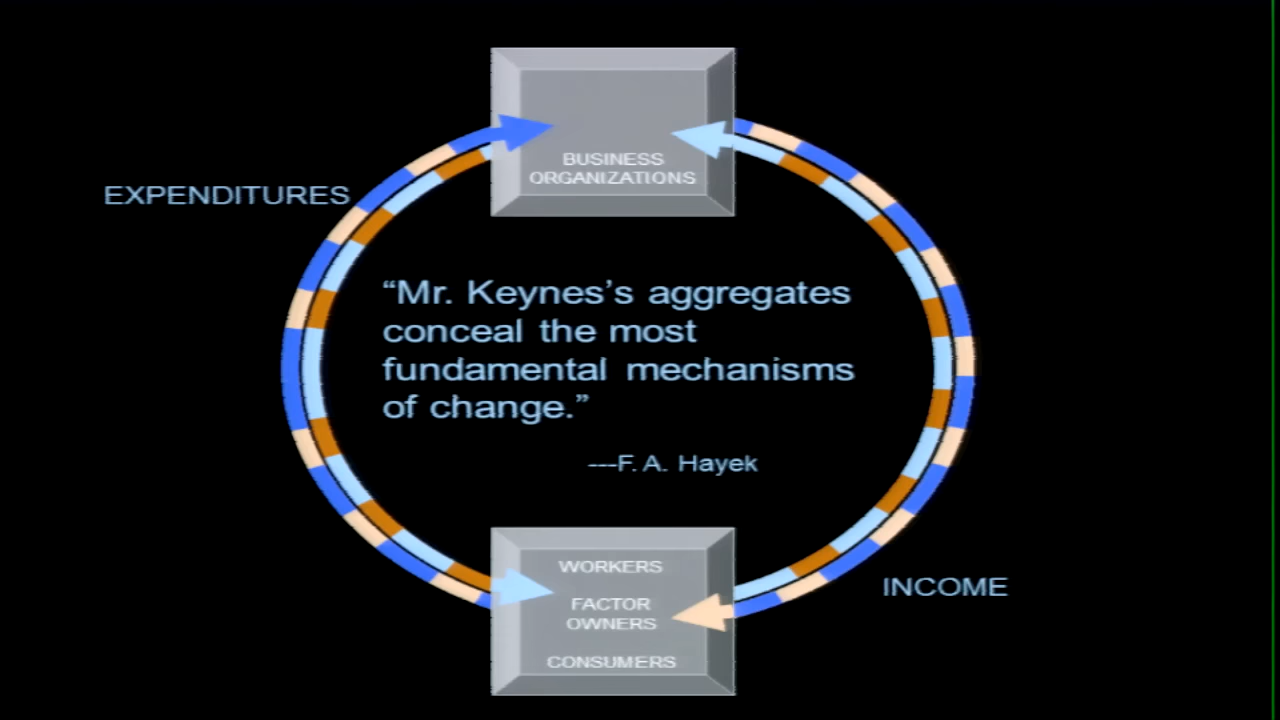 BUSINESS
ORGANIZATIONS
EXPENDITURES
“Mr. Keynes’s aggregates
conceal the most
fundamental mechanisms
of change.”
---F. A. Hayek
WORKERS
FACTOR
OWNERS
CONSUMERS
INCOME